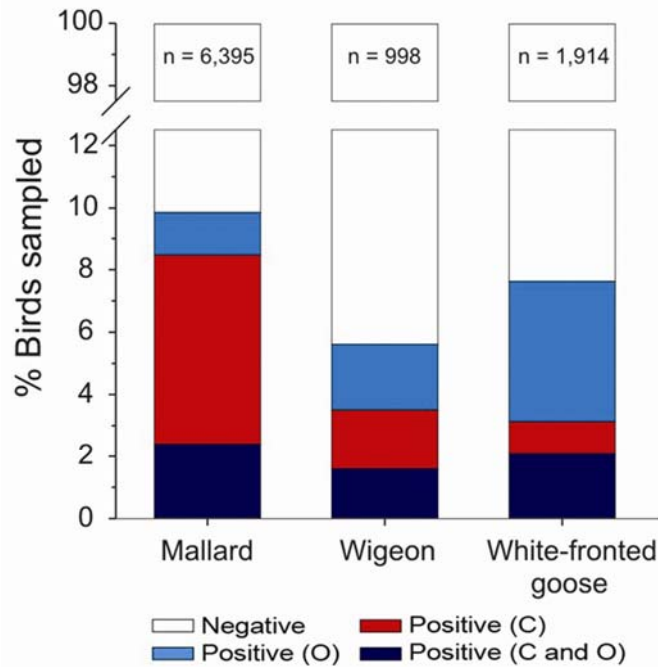 100
98
12
10
8
6
4
2
0
% Birds sampled
n = 6,395
n = 998
n = 1,914
Mallard
Wigeon
White-fronted
goose
Negative
Positive (C)
Positive (O)
Positive (C and O)